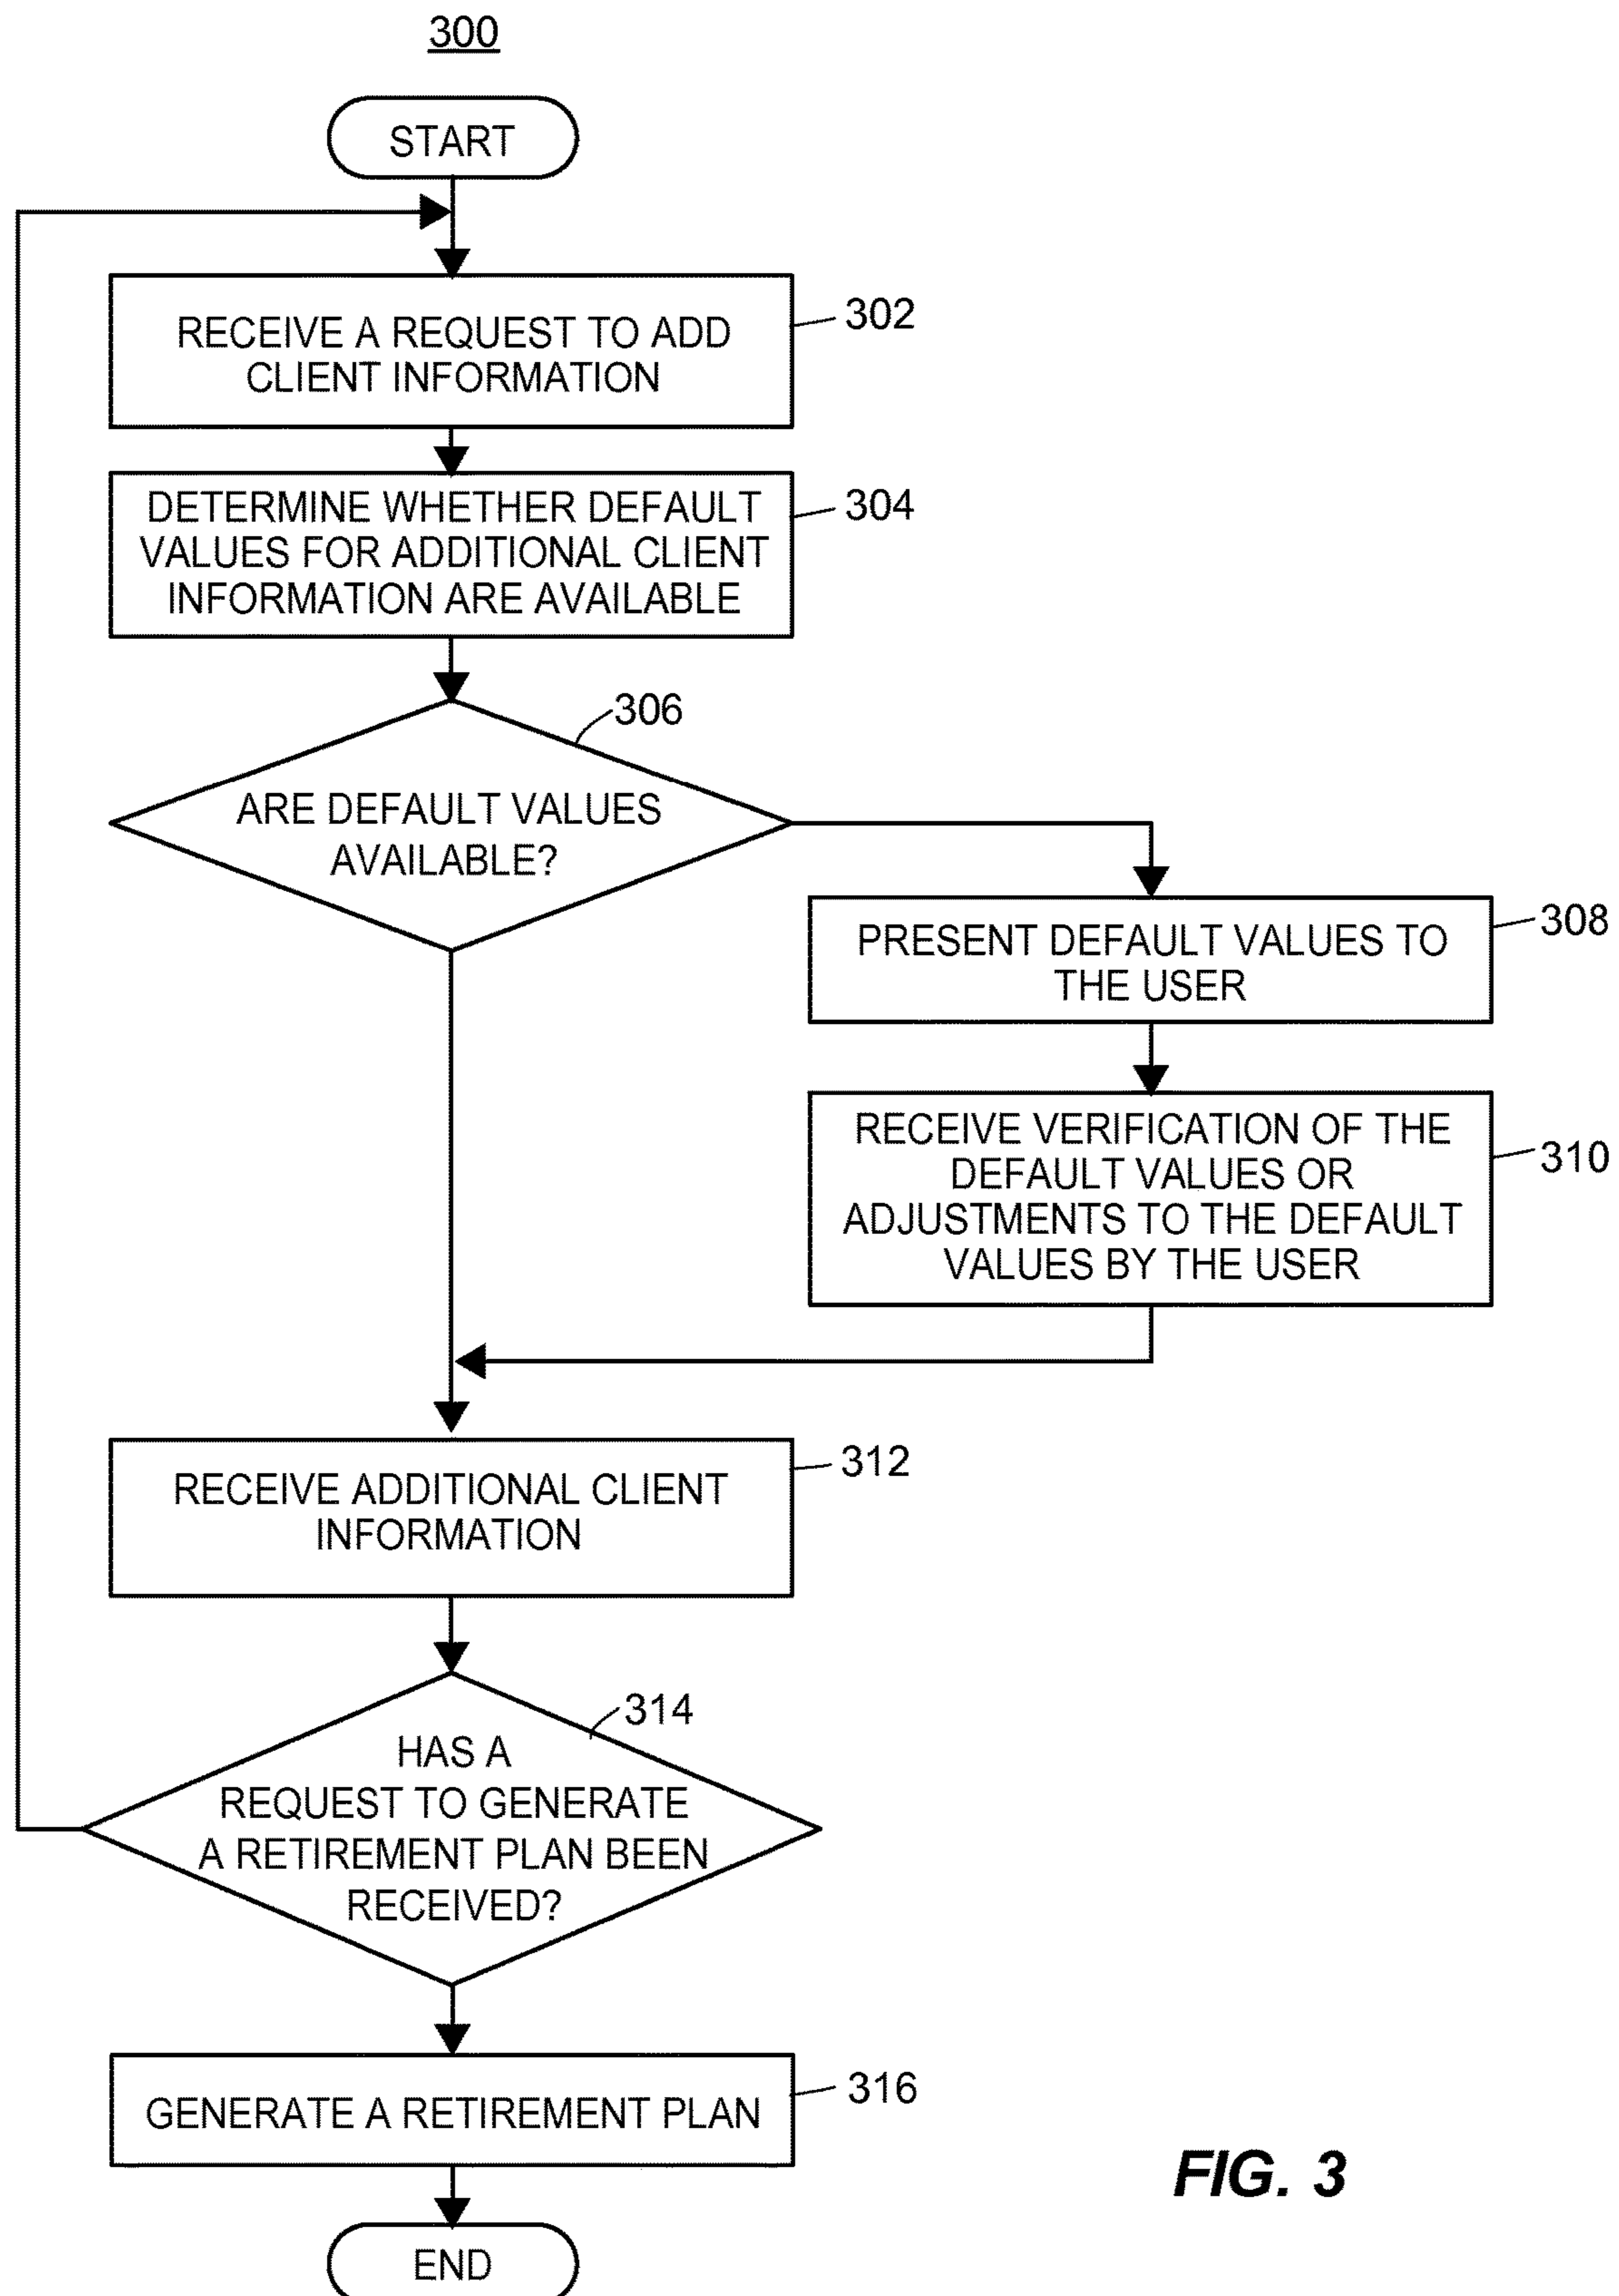 300
START
RECEIVE A REQUEST TO ADD
CLIENT INFORMATION
302
DETERMINE WHETHER DEFAULT
VALUES FOR ADDITIONAL CLIENT
INFORMATION ARE AVAILABLE
304
306
ARE DEFAULT VALUES
AVAILABLE?
PRESENT DEFAULT VALUES TO
THE USER
308
RECEIVE VERIFICATION OF THE
DEFAULT VALUES OR
ADJUSTMENTS TO THE DEFAULT
VALUES BY THE USER
310
RECEIVE ADDITIONAL CLIENT
INFORMATION
312
314
HAS A
REQUEST TO GENERATE
A RETIREMENT PLAN BEEN
RECEIVED?
GENERATE A RETIREMENT PLAN
316
END
FIG. 3